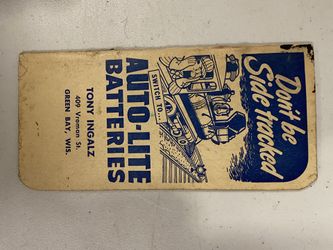 Don't be
Side tracked
SWITCH TO...
AUTO-LITE
BATTERIES
TONY INGALZ
409 Vroman St.
GREEN BAY, WIS.